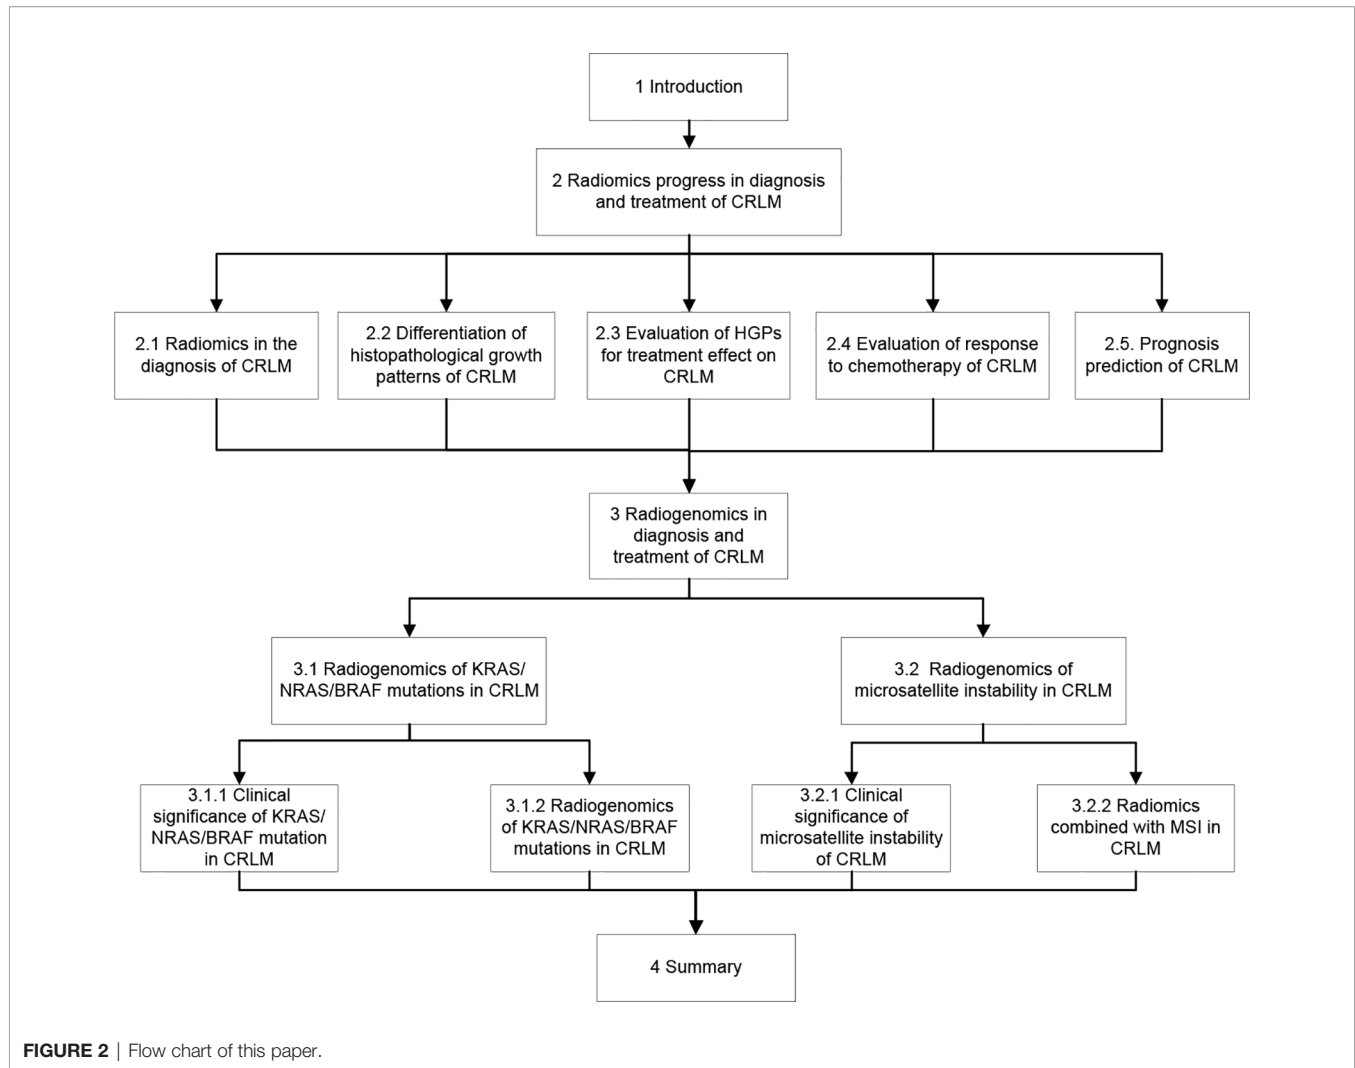 1 Introduction
2 Radiomics progress in diagnosis
and treatment of CRLM
2.1 Radiomics in the
diagnosis of CRLM
2.2 Differentiation of
histopathological growth
patterns of CRLM
2.3 Evaluation of HGPs
for treatment effect on
CRLM
2.4 Evaluation of response
to chemotherapy of CRLM
2.5. Prognosis
prediction of CRLM
3 Radiogenomics in
diagnosis and
treatment of CRLM
3.1 Radiogenomics of KRAS/
NRAS/BRAF mutations in CRLM
3.2 Radiogenomics of
microsatellite instability in CRLM
3.1.1 Clinical
significance of KRAS/
NRAS/BRAF mutation
in CRLM
3.1.2 Radiogenomics
of KRAS/NRAS/BRAF
mutations in CRLM
3.2.1 Clinical
significance of
microsatellite instability
of CRLM
3.2.2 Radiomics
combined with MSI in
CRLM
4 Summary
FIGURE 2 | Flow chart of this paper.